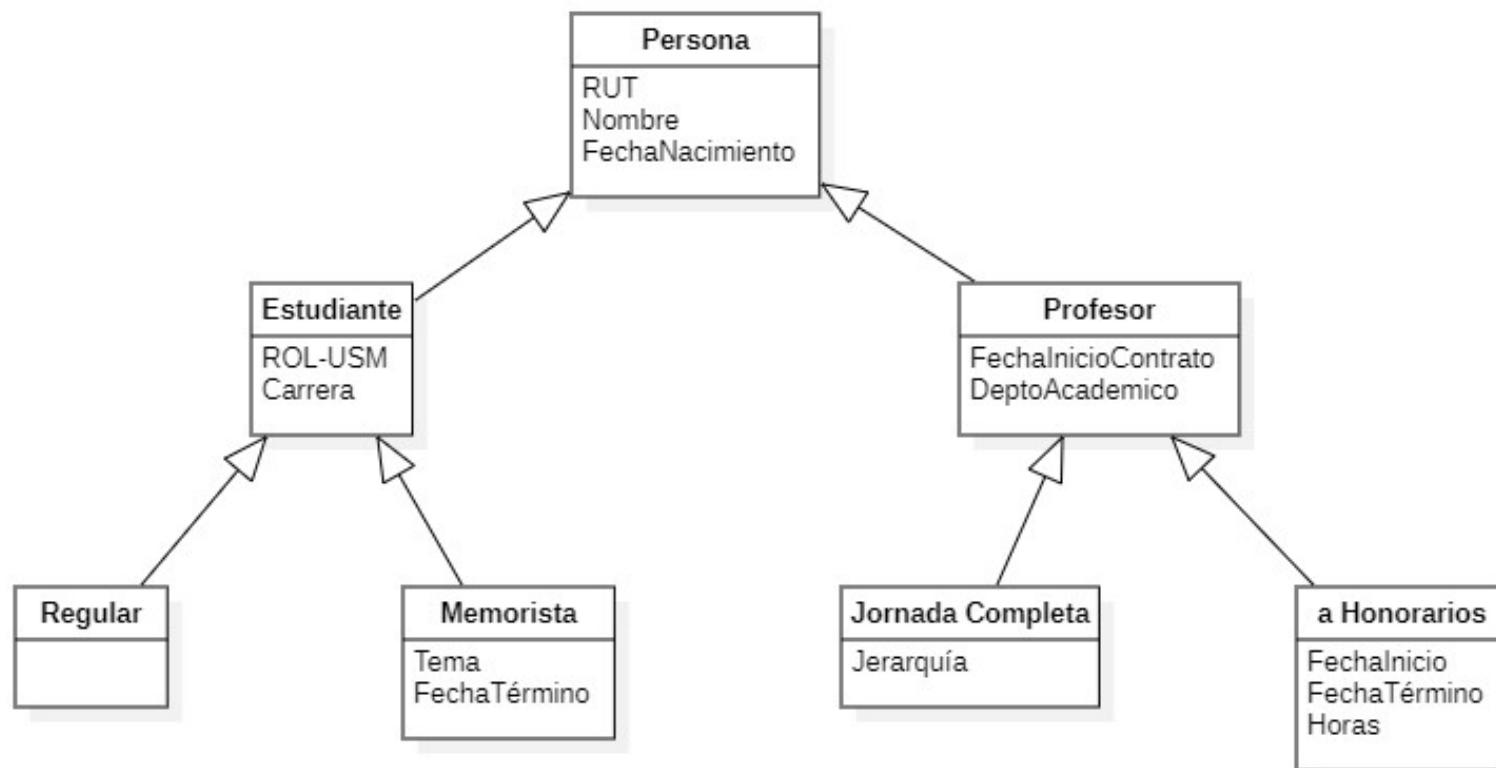 Persona
RUT
Nombre
FechaNacimiento
Estudiante
ROL-USM
Carrera
Profesor
FechaInicioContrato
DeptoAcademico
Regular
Memorista
Tema
FechaTérmino
Jornada Completa
Jerarquía
a Honorarios
FechaInicio
FechaTérmino
Horas